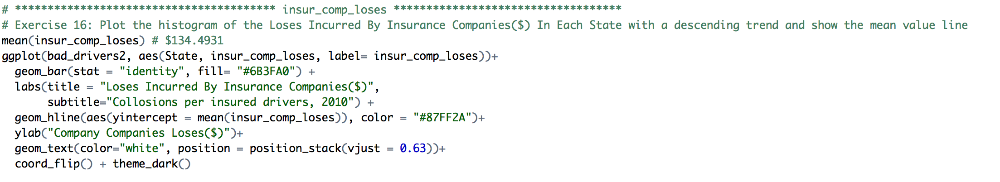 # **************************************** insur_comp_loses ***********************************
# Exercise 16: Plot the histogram of the Loses Incurred By Insurance Companies($) In Each State with a descending trend and show the mean value line
mean(insur_comp_loses) # $134.4931
ggplot(bad_drivers2, aes(State, insur_comp_loses, label= insur_comp_loses))+
  geom_bar(stat = "identity", fill= "#6B3FA0") +
  labs(title = "Loses Incurred By Insurance Companies($)",
       subtitle="Collosions per insured drivers, 2010") +
  geom_hline(aes(yintercept = mean(insur_comp_loses)), color = "#87FF2A")+
  ylab("Company Companies Loses($)")+
  geom_text(color="white", position = position_stack(vjust = 0.63))+
  coord_flip() + theme_dark()